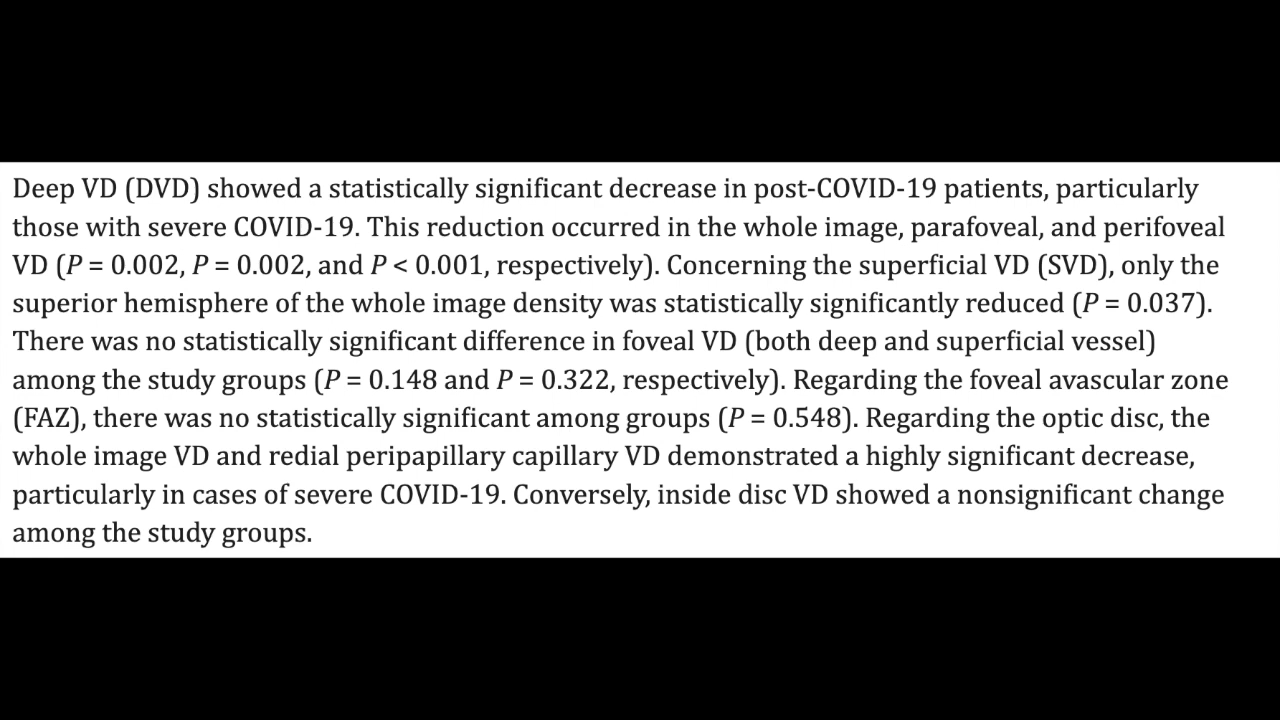 Deep VD (DVD) showed a statistically significant decrease in post-COVID-19 patients, particularly
those with severe COVID-19. This reduction occurred in the whole image, parafoveal, and perifoveal
VD (P = 0.002, P = 0.002, and P < 0.001, respectively). Concerning the superficial VD (SVD), only the
superior hemisphere of the whole image density was statistically significantly reduced (P = 0.037).
There was no statistically significant difference in foveal VD (both deep and superficial vessel)
among the study groups (P = 0.148 and P = 0.322, respectively). Regarding the foveal avascular zone
(FAZ), there was no statistically significant among groups (P = 0.548). Regarding the optic disc, the
whole image VD and redial peripapillary capillary VD demonstrated a highly significant decrease,
particularly in cases of severe COVID-19. Conversely, inside disc VD showed a nonsignificant change
among the study groups.